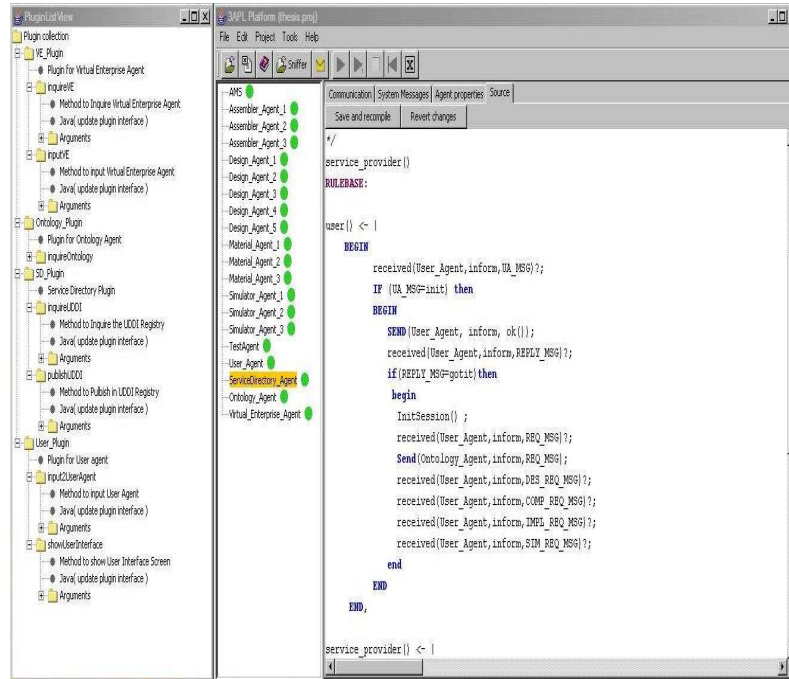 PluginListView
Plugin collection
VE_Plugin
Plugin for Virtual Enterprise Agent
inquireVE
Method to Inquire Virtual Enterprise Agent
Java( update plugin interface )
Arguments
inputVE
Method to input Virtual Enterprise Agent
Java( update plugin interface )
Arguments
Ontology_Plugin
Plugin for Ontology Agent
inquireOntology
SD_Plugin
Service Directory Plugin
inquireUDDI
Method to Inquire the UDDI Registry
Java( update plugin interface )
Arguments
publishUDDI
Method to Pulbish in UDDI Registry
Java( update plugin interface )
Arguments
User_Plugin
Plugin for User agent
input2UserAgent
Method to input User Agent
Java( update plugin interface )
Arguments
showUserInterface
Method to show User Interface Screen
Java( update plugin interface )
Arguments
3APL Platform (thesis.proj)
File Edit Project Tools Help
Sniffer
AMS
Assembler_Agent_1
Assembler_Agent_2
Assembler_Agent_3
Design_Agent_1
Design_Agent_2
Design_Agent_3
Design_Agent_4
Design_Agent_5
Material_Agent_1
Material_Agent_2
Material_Agent_3
Simulator_Agent_1
Simulator_Agent_2
Simulator_Agent_3
TestAgent
User_Agent
ServiceDirectory_Agent
Ontology_Agent
Virtual_Enterprise_Agent
Communication System Messages Agent properties Source
Save and recompile Revert changes
*/
service_provider()
RULEBASE:
user() <- |
BEGIN
received(User_Agent,inform,UA_MSG)?;
IF (UA_MSG=init) then
BEGIN
SEND(User_Agent, inform, ok());
received(User_Agent,inform,REPLY_MSG)?;
if(REPLY_MSG=gotit)then
begin
InitSession() ;
received(User_Agent,inform,REQ_MSG)?;
Send(Ontology_Agent,inform,REQ_MSG);
received(User_Agent,inform,DES_REQ_MSG)?;
received(User_Agent,inform,COMP_REQ_MSG)?;
received(User_Agent,inform,IMPL_REQ_MSG)?;
received(User_Agent,inform,SIM_REQ_MSG)?;
end
END
END,
service_provider() <- |